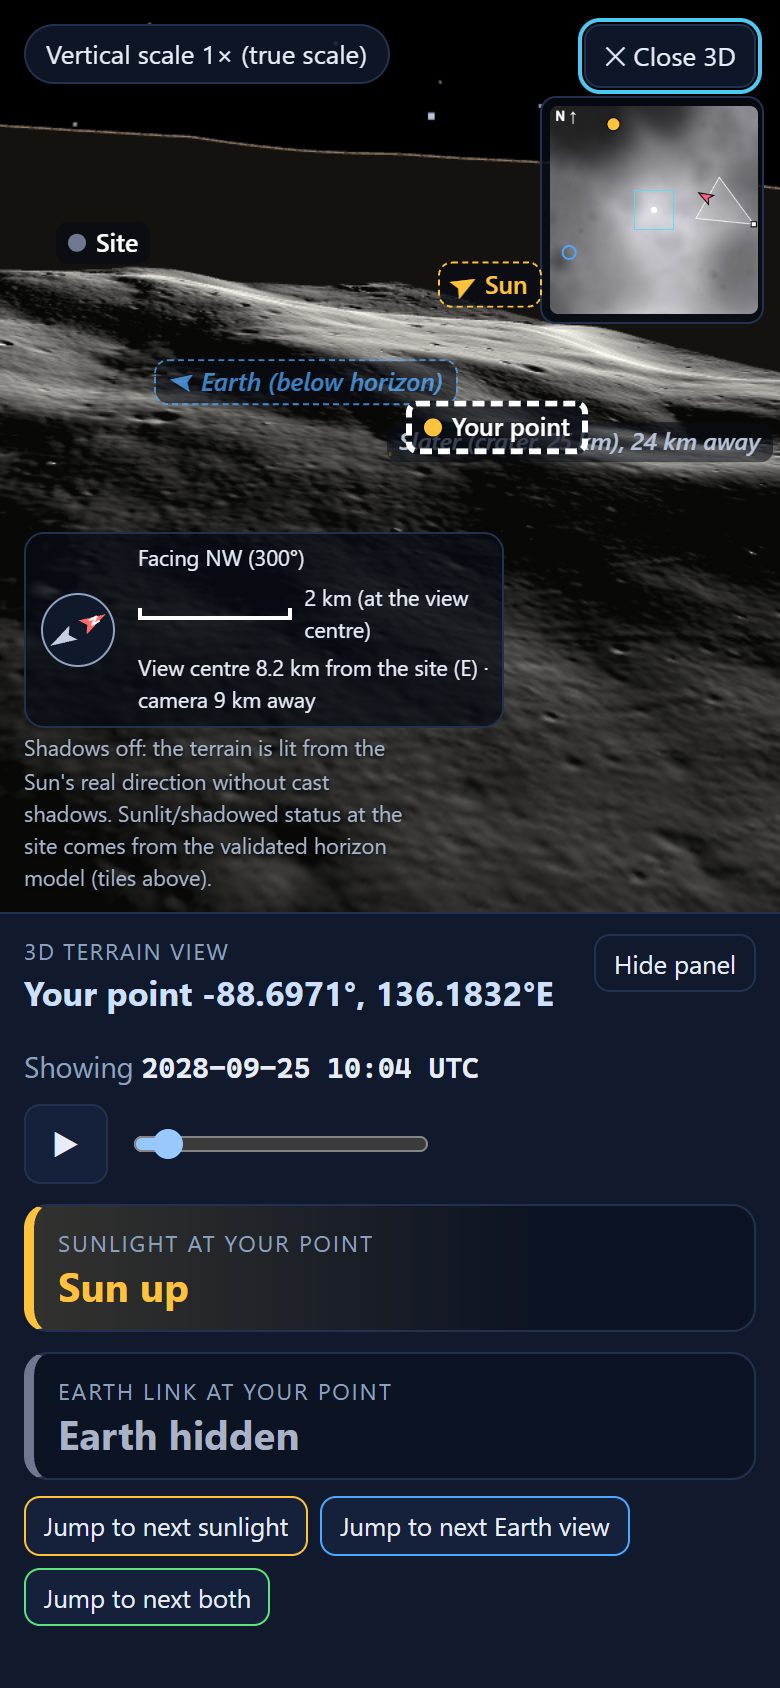 Vertical scale 1× (true scale)
✕ Close 3D
N ↑
Site
Sun
Earth (below horizon)
Your point
Slater (crater, 25 km), 24 km away
Facing NW (300°)
2 km (at the view
centre)
View centre 8.2 km from the site (E) ·
camera 9 km away
N
Shadows off: the terrain is lit from the
Sun's real direction without cast
shadows. Sunlit/shadowed status at the
site comes from the validated horizon
model (tiles above).
3D TERRAIN VIEW
Hide panel
Your point -88.6971°, 136.1832°E
Showing 2028-09-25 10:04 UTC
SUNLIGHT AT YOUR POINT
Sun up
EARTH LINK AT YOUR POINT
Earth hidden
Jump to next sunlight
Jump to next Earth view
Jump to next both